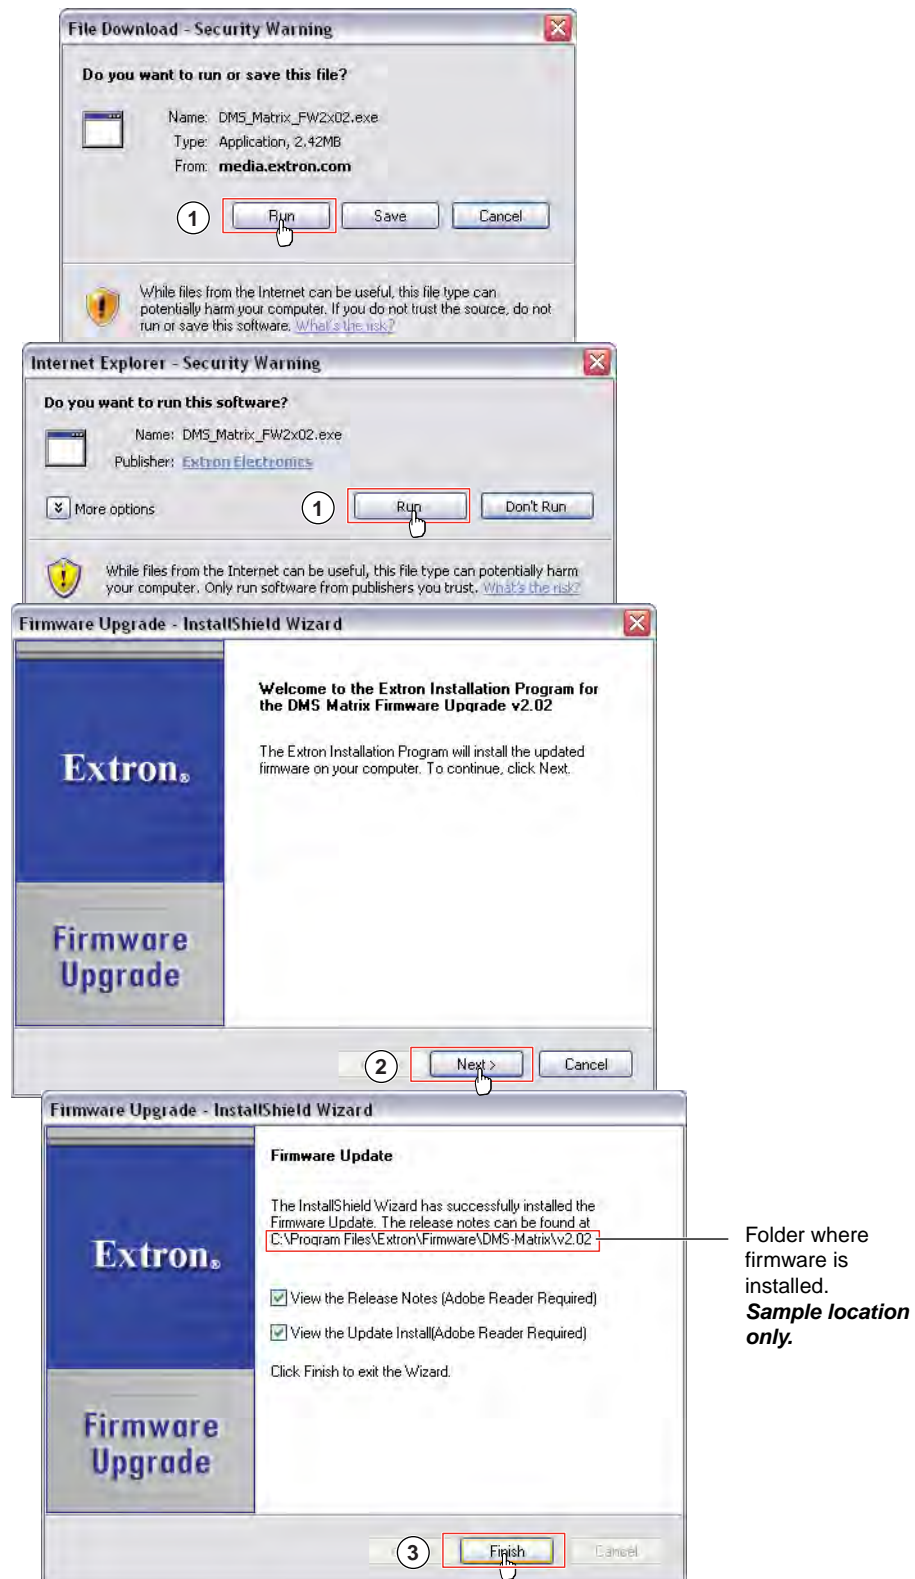 File Download - Security Warning
Do you want to run or save this file?
Name: DMS_Matrix_FW2x02.exe
Type: Application, 2.42MB
From: media.extron.com
1
Run
Save
Cancel
While files from the Internet can be useful, this file type can
potentially harm your computer. If you do not trust the source, do not
run or save this software. What's the risk?
Internet Explorer - Security Warning
Do you want to run this software?
Name: DMS_Matrix_FW2x02.exe
Publisher: Extron Electronics
More options
1
Run
Don't Run
While files from the Internet can be useful, this file type can potentially harm
your computer. Only run software from publishers you trust. What's the risk?
Firmware Upgrade - InstallShield Wizard
Welcome to the Extron Installation Program for
the DMS Matrix Firmware Upgrade v2.02
The Extron Installation Program will install the updated
firmware on your computer. To continue, click Next.
Extron®
Firmware
Upgrade
2
Next >
Cancel
Firmware Upgrade - InstallShield Wizard
Firmware Update
The InstallShield Wizard has successfully installed the
Firmware Update. The release notes can be found at
C:\Program Files\Extron\Firmware\DMS-Matrix\v2.02
Folder where
firmware is
installed.
Sample location
only.
Extron®
View the Release Notes (Adobe Reader Required)
View the Update Install(Adobe Reader Required)
Click Finish to exit the Wizard.
Firmware
Upgrade
3
Finish
Cancel